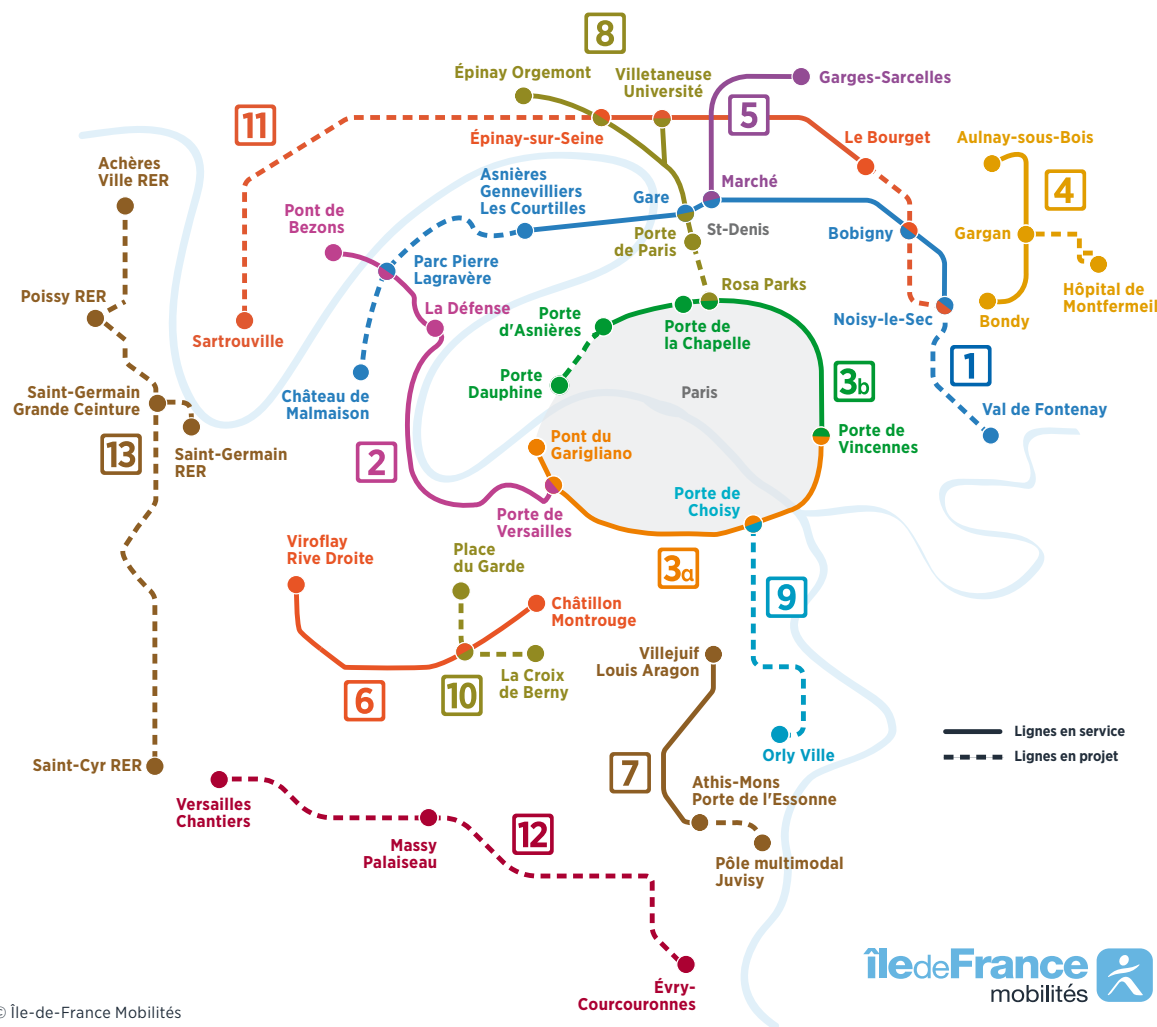 8
Épinay Orgemont
Villetaneuse
Université
Garges-Sarcelles
11
5
Épinay-sur-Seine
Le Bourget
Aulnay-sous-Bois
Achères
Ville RER
Asnières
Gennevilliers
Les Courtilles
Marché
4
Pont de
Bezons
Gare
St-Denis
Porte
de Paris
Bobigny
Gargan
Parc Pierre
Lagravère
Rosa Parks
Hôpital de
Montfermeil
Poissy RER
La Défense
Porte
d'Asnières
Porte de
la Chapelle
Noisy-le-Sec
Bondy
Sartrouville
1
Porte
Dauphine
Paris
3b
Château de
Malmaison
Saint-Germain
Grande Ceinture
Val de Fontenay
13
Saint-Germain
RER
2
Pont du
Garigliano
Porte de
Vincennes
Porte de
Choisy
Porte de
Versailles
Viroflay
Rive Droite
Place
du Garde
3a
9
Châtillon
Montrouge
Villejuif
Louis Aragon
6
10
La Croix
de Berny
Lignes en service
Lignes en projet
Saint-Cyr RER
7
Orly Ville
Versailles
Chantiers
Athis-Mons
Porte de l'Essonne
Massy
Palaiseau
12
Pôle multimodal
Juvisy
Évry-
Courcouronnes
îledeFrance
mobilités
© Île-de-France Mobilités